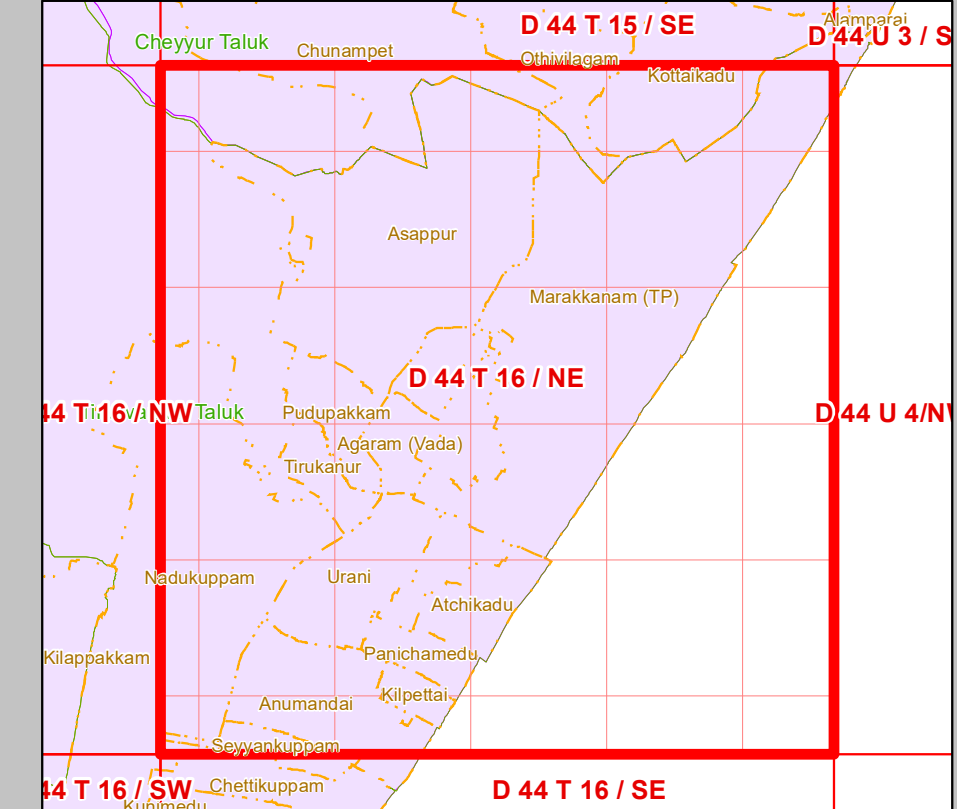 Alamparai
D 44 T 15 / SE
D 44 U 3 / S
Cheyyur Taluk
Chunampet
Othivilagam
Kottaikadu
Asappur
Marakkanam (TP)
D 44 T 16 / NE
44 T 16 / NW
Taluk
Pudupakkam
D 44 U 4/NW
Agaram (Vada)
Tirukanur
Nadukuppam
Urani
Atchikadu
Kilappakkam
Panichamedu
Kilpettai
Anumandai
Seyyankuppam
Chettikuppam
44 T 16 / SW
D 44 T 16 / SE
Kunimedu